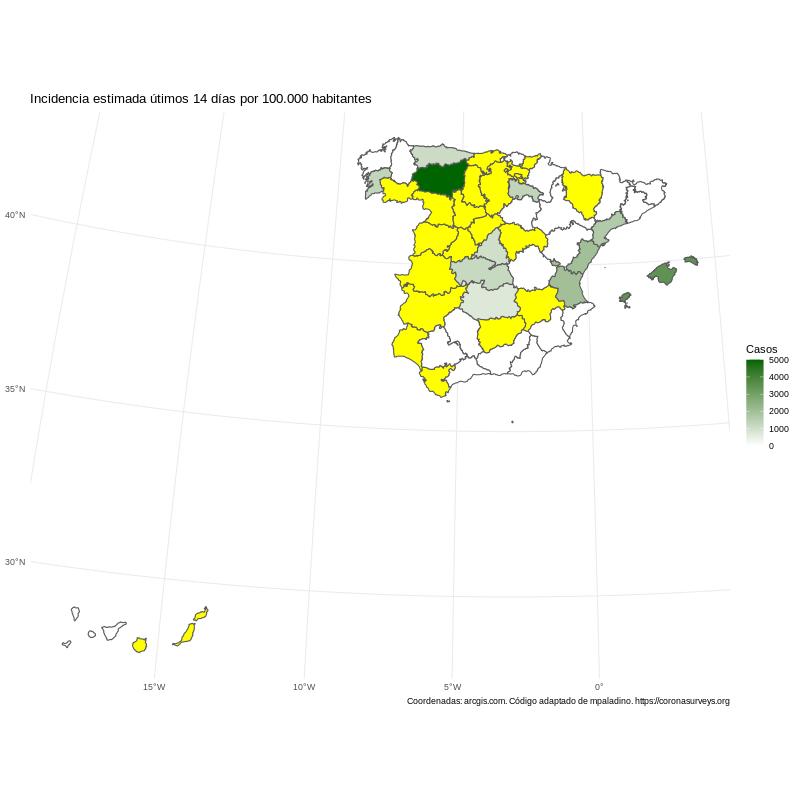 Incidencia estimada útimos 14 días por 100.000 habitantes
40°N
35°N
30°N
15°W
10°W
5°W
0°
Casos
5000
4000
3000
2000
1000
0
Coordenadas: arcgis.com. Código adaptado de mpaladino. https://coronasurveys.org